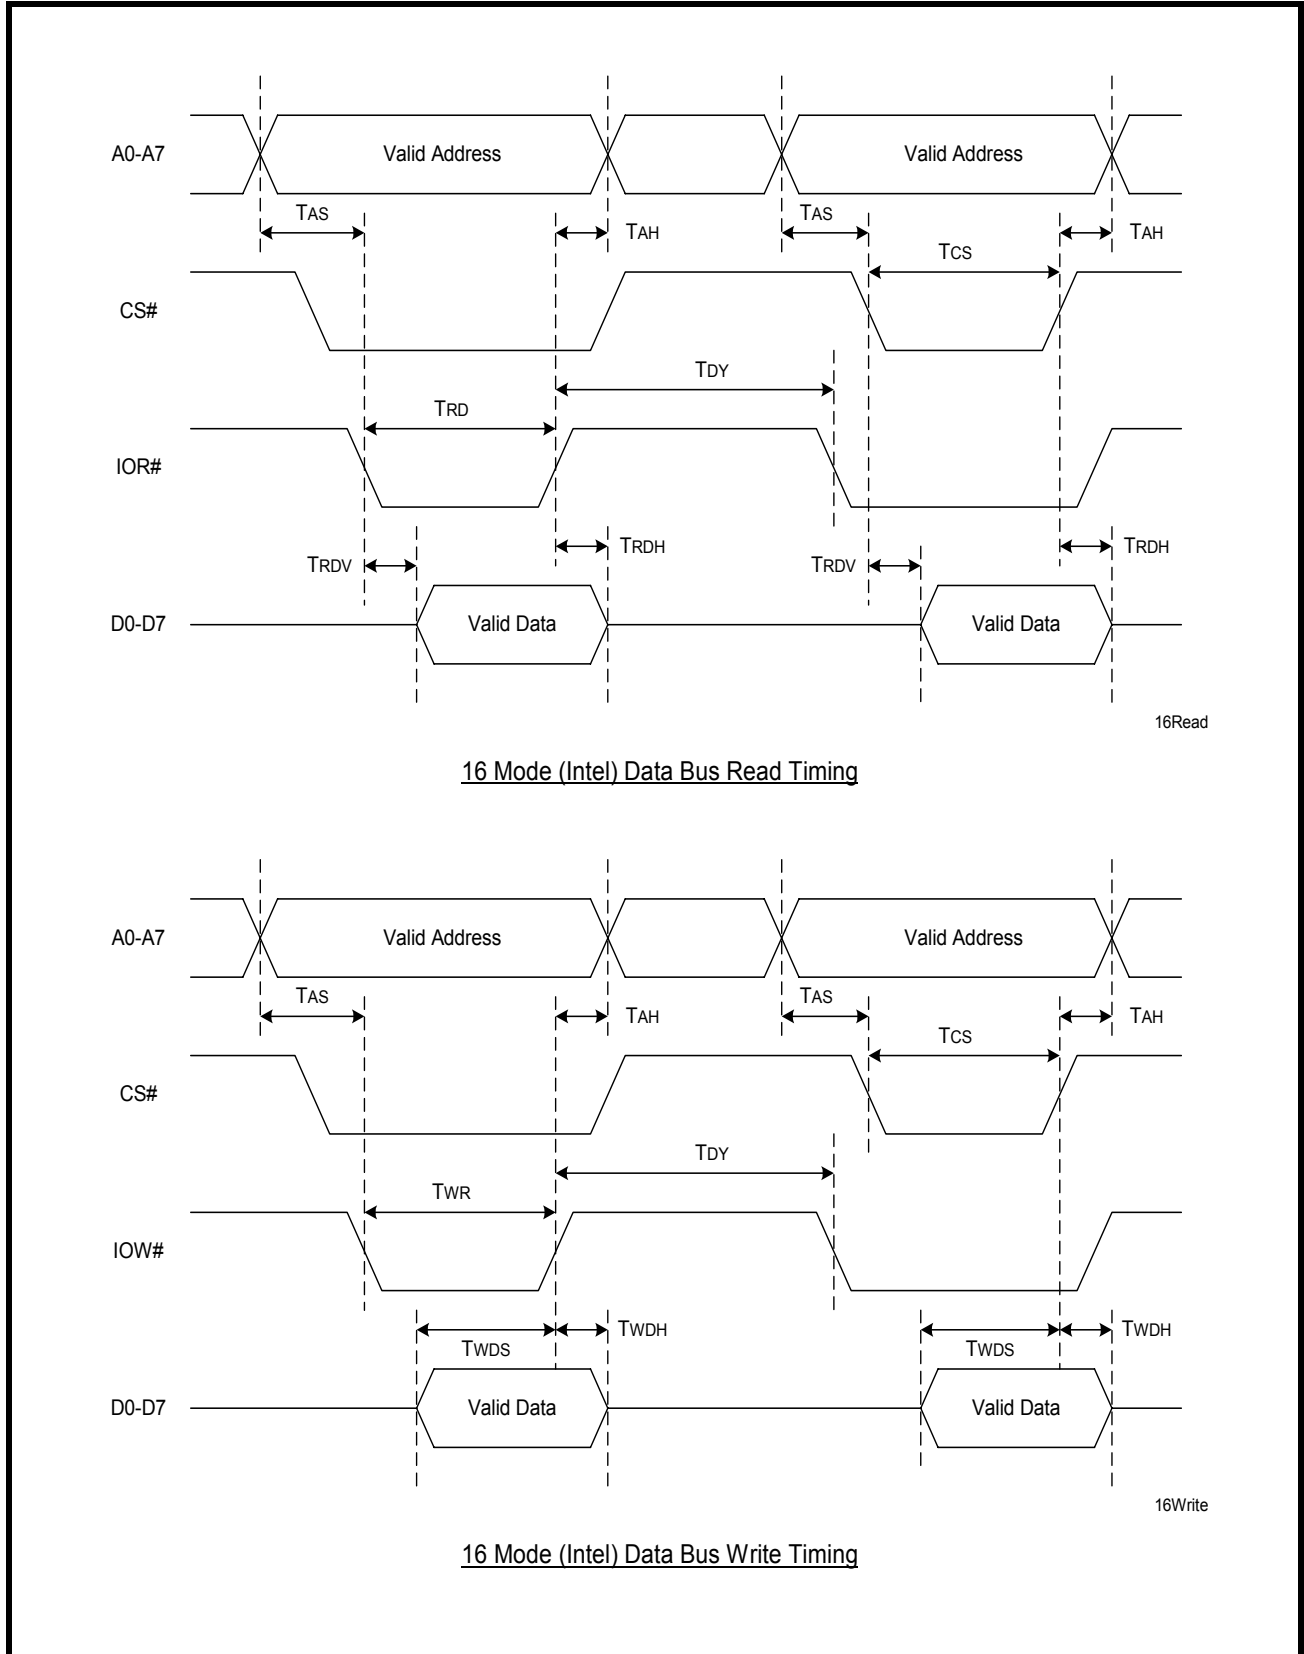 A0-A7 Valid Address Valid Address
TAS TAH TAS TAH
TCS
CS#
TDY
TRD
IOR#
TRDH TRDH
TRDV TRDV
D0-D7 Valid Data Valid Data
16Read
16 Mode (Intel) Data Bus Read Timing
A0-A7 Valid Address Valid Address
TAS TAH TAS TAH
TCS
CS#
TDY
TWR
IOW#
TWDH TWDH
TWDS TWDS
D0-D7 Valid Data Valid Data
16Write
16 Mode (Intel) Data Bus Write Timing